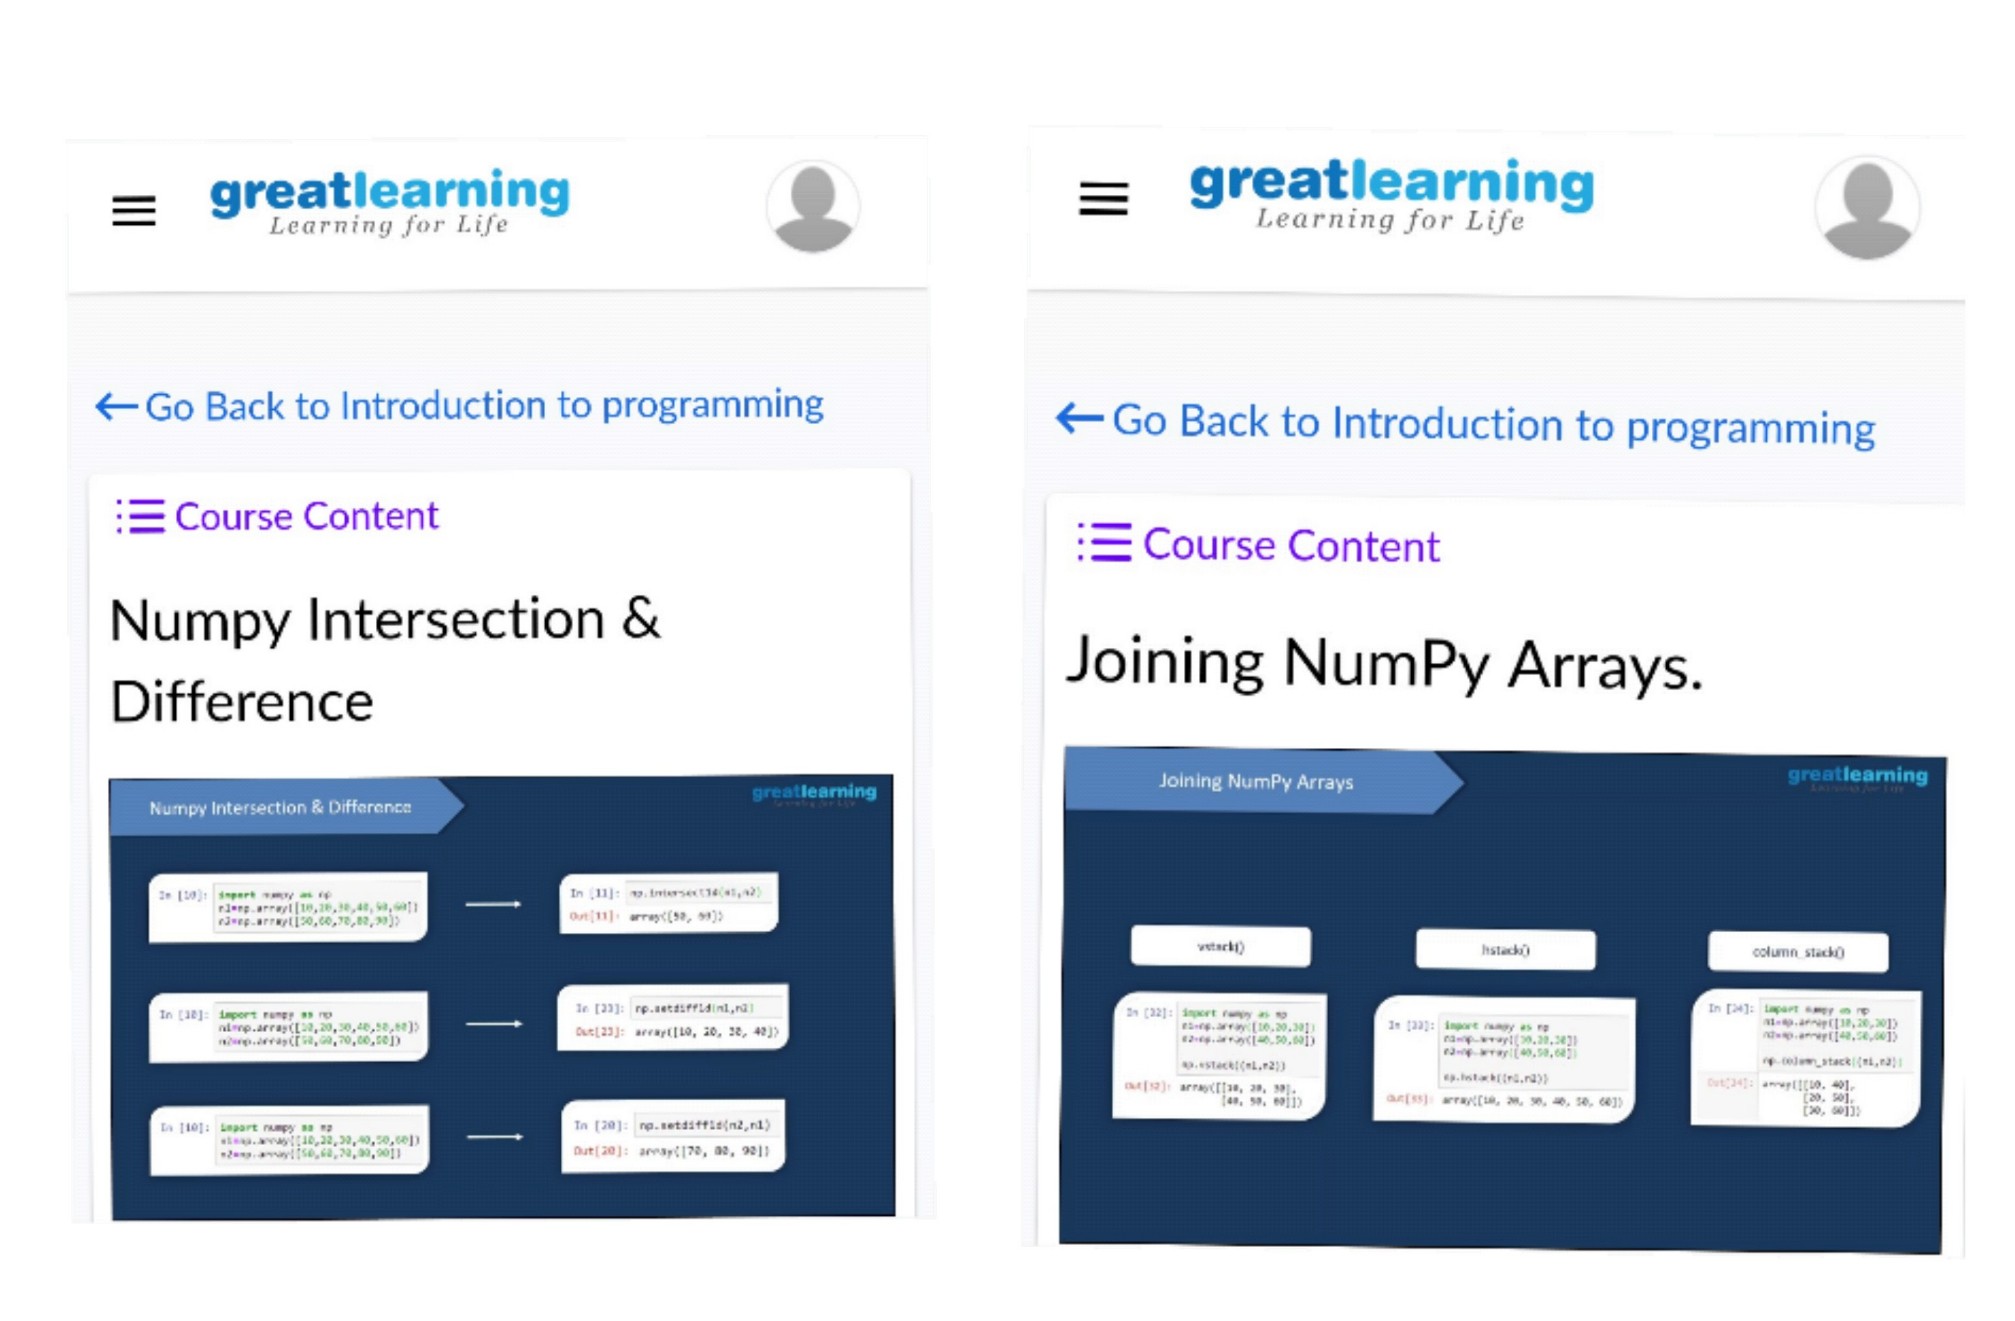 greatlearning
Learning for Life
Go Back to Introduction to programming
Course Content
Numpy Intersection &
Difference
Numpy Intersection & Difference
greatlearning
Learning for Life
In [10]: import numpy as np
n1=np.array([10,20,30,40,50,60])
n2=np.array([50,60,70,80,90])
In [11]: np.intersect1d(n1,n2)
Out[11]: array([50, 60])
In [10]: import numpy as np
n1=np.array([10,20,30,40,50,60])
n2=np.array([50,60,70,80,90])
In [23]: np.setdiff1d(n1,n2)
Out[23]: array([10, 20, 30, 40])
In [10]: import numpy as np
n1=np.array([10,20,30,40,50,60])
n2=np.array([50,60,70,80,90])
In [20]: np.setdiff1d(n2,n1)
Out[20]: array([70, 80, 90])
greatlearning
Learning for Life
Go Back to Introduction to programming
Course Content
Joining NumPy Arrays.
Joining NumPy Arrays
greatlearning
Learning for Life
vstack()
In [32]: import numpy as np
n1=np.array([10,20,30])
n2=np.array([40,50,60])
np.vstack((n1,n2))
Out[32]: array([[10, 20, 30],
[40, 50, 60]])
hstack()
In [33]: import numpy as np
n1=np.array([10,20,30])
n2=np.array([40,50,60])
np.hstack((n1,n2))
Out[33]: array([10, 20, 30, 40, 50, 60])
column_stack()
In [34]: import numpy as np
n1=np.array([10,20,30])
n2=np.array([40,50,60])
np.column_stack((n1,n2))
Out[34]: array([[10, 40],
[20, 50],
[30, 60]])